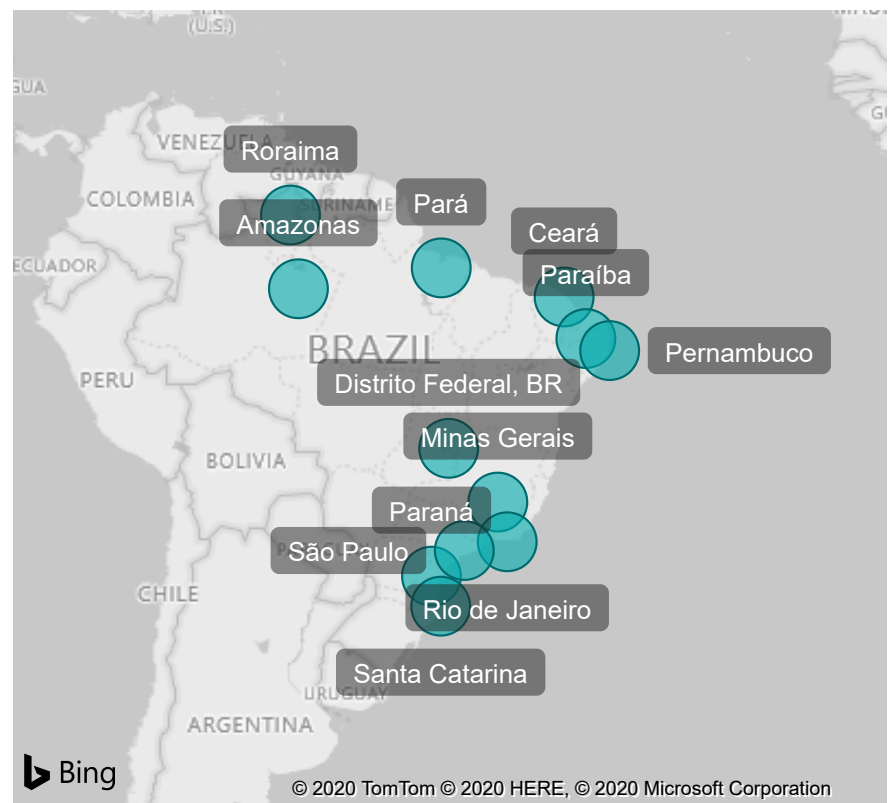 (U.S.)
VENEZUELA
Roraima
GUYANA
COLOMBIA
SURINAME
Pará
Amazonas
Ceará
ECUADOR
Paraíba
BRAZIL
Pernambuco
PERU
Distrito Federal, BR
Minas Gerais
BOLIVIA
Paraná
São Paulo
CHILE
Rio de Janeiro
Santa Catarina
URUGUAY
ARGENTINA
Bing
© 2020 TomTom © 2020 HERE, © 2020 Microsoft Corporation